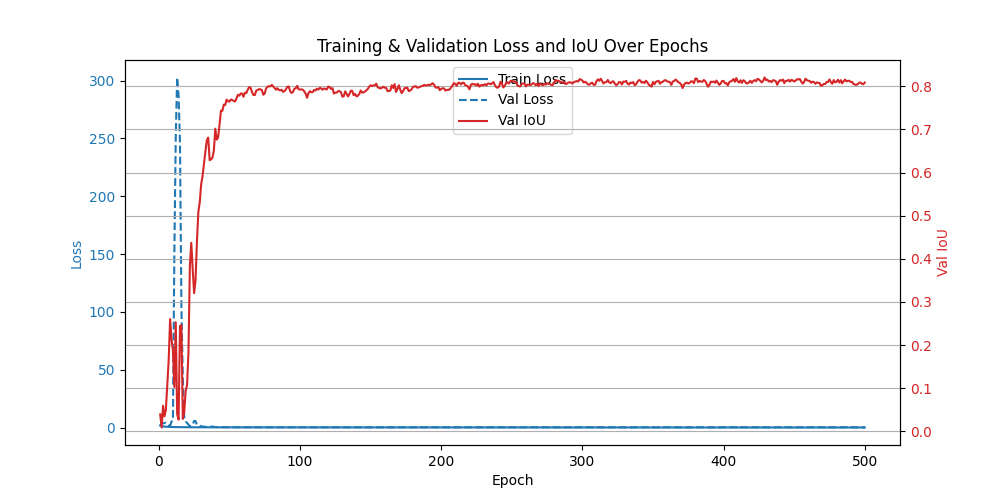 Training & Validation Loss and IoU Over Epochs
Train Loss
Val Loss
Val IoU
Loss
300
250
200
150
100
50
0
0.8
0.7
0.6
0.5
0.4
0.3
0.2
0.1
0.0
Val IoU
0 100 200 300 400 500
Epoch